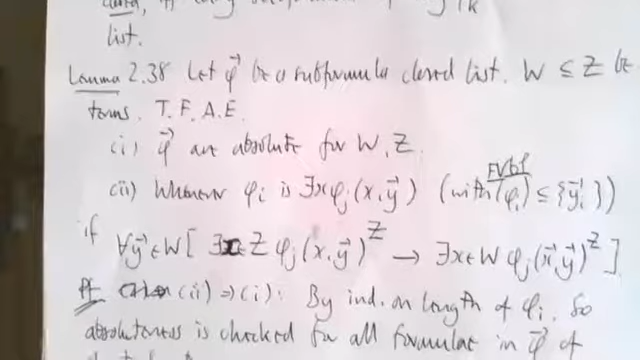 list.
Lemma 2.38 Let φ⃗ be a subformula closed list. W ⊆ Z be
terms. T.F.A.E.
(i) φ⃗ are absolute for W, Z.
(ii) Whenever φi is ∃xφj(x,y⃗) (with FVbl(φi) ⊆ {y⃗})
if ∀y⃗∈W[ ∃x∈Z φj(x,y⃗)^Z → ∃x∈W φj(x⃗,y⃗)^Z ]
Pf (ii) ⇒ (i): By ind. on length of φi. So
absoluteness is checked for all formulae in φ⃗ of